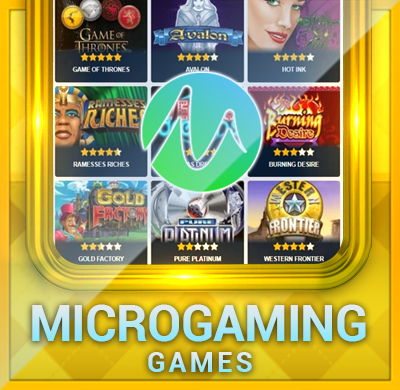 GAME OF
THRONES
Avalon
GAME OF THRONES
AVALON
HOT INK
RAMESSES
RICHES
BURNING
Desire
RAMESSES RICHES
BURNING DESIRE
GOLD
FACTORY
PURE
PLATINUM
WESTERN
FRONTIER
GOLD FACTORY
PURE PLATINUM
WESTERN FRONTIER
MICROGAMING
GAMES